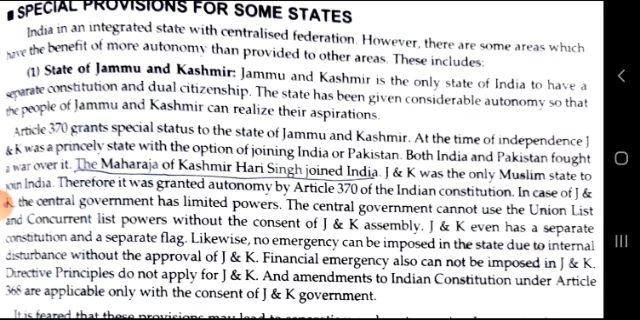 SPECIAL PROVISIONS FOR SOME STATES
India in an integrated state with centralised federation. However, there are some areas which
have the benefit of more autonomy than provided to other areas. These includes:
(1) State of Jammu and Kashmir: Jammu and Kashmir is the only state of India to have a
separate constitution and dual citizenship. The state has been given considerable autonomy so that
the people of Jammu and Kashmir can realize their aspirations.
Article 370 grants special status to the state of Jammu and Kashmir. At the time of independence J
& K was a princely state with the option of joining India or Pakistan. Both India and Pakistan fought
a war over it. The Maharaja of Kashmir Hari Singh joined India. J & K was the only Muslim state to
join India. Therefore it was granted autonomy by Article 370 of the Indian constitution. In case of J &
K the central government has limited powers. The central government cannot use the Union List
and Concurrent list powers without the consent of J & K assembly. J & K even has a separate
constitution and a separate flag. Likewise, no emergency can be imposed in the state due to internal
disturbance without the approval of J & K. Financial emergency also can not be imposed in J & K.
Directive Principles do not apply for J & K. And amendments to Indian Constitution under Article
368 are applicable only with the consent of J & K government.
It is feared that these provisions may lead to